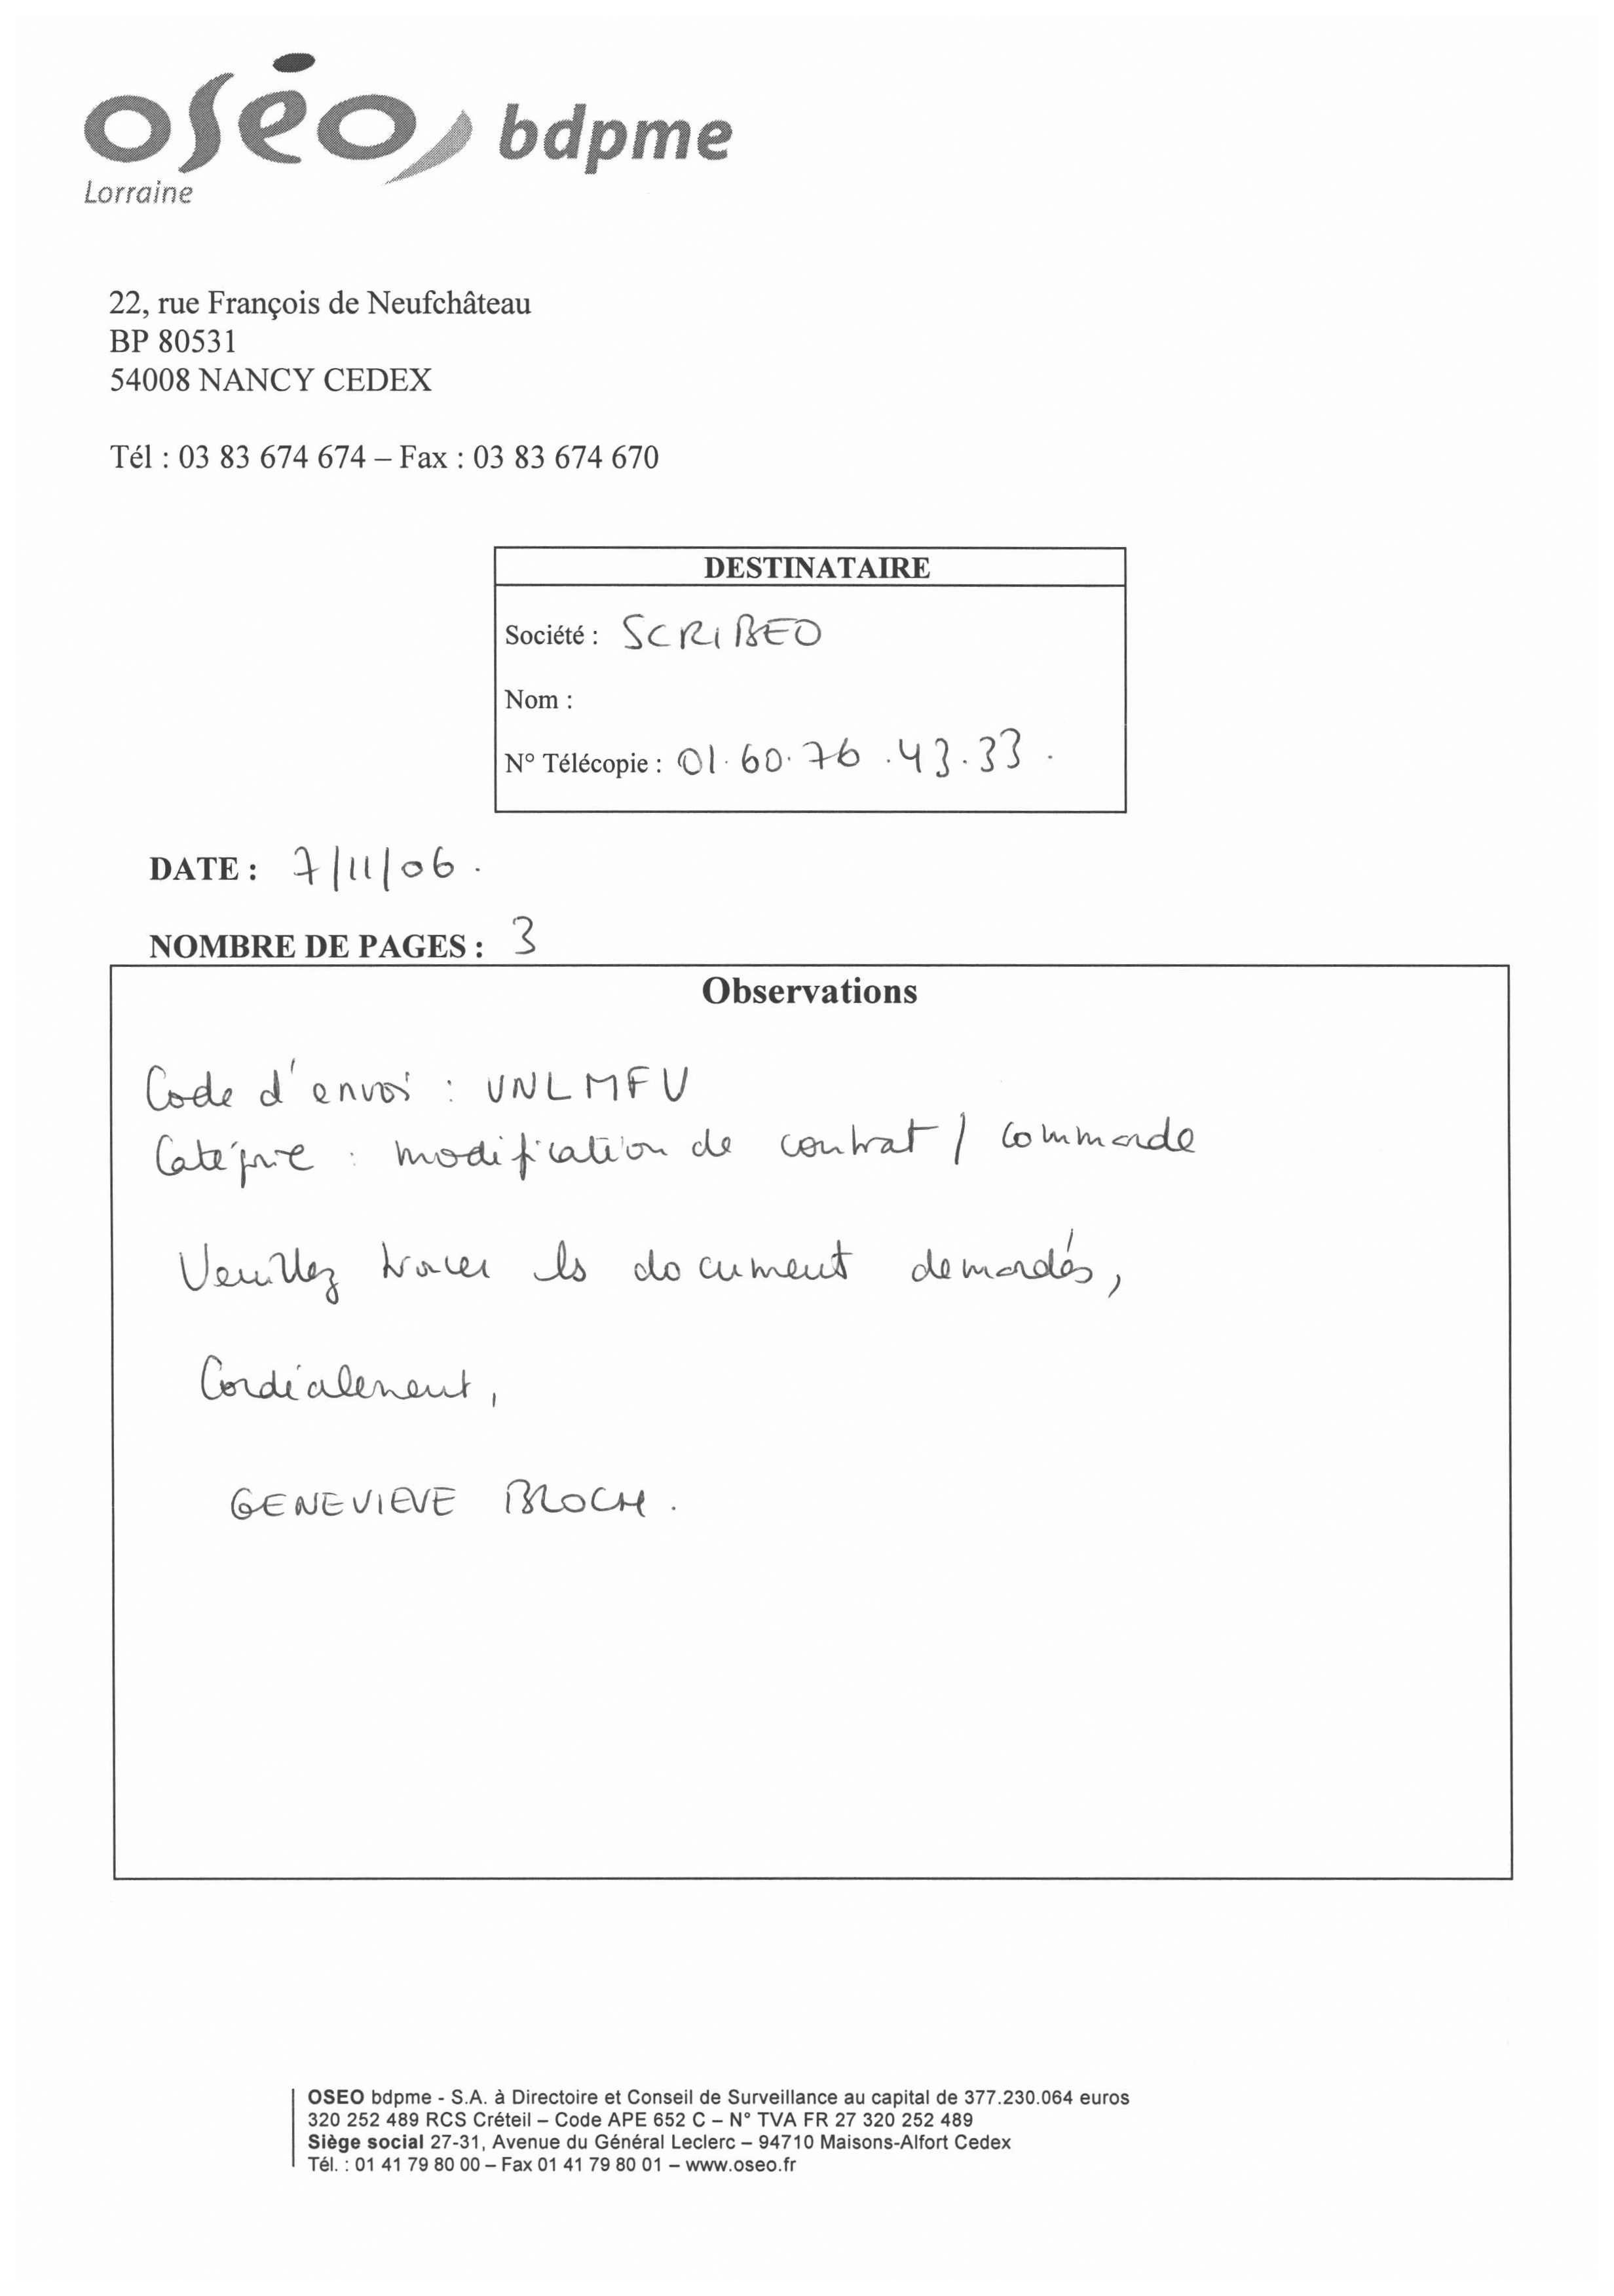 oséo bdpme
Lorraine
22, rue François de Neufchâteau
BP 80531
54008 NANCY CEDEX
Tél : 03 83 674 674 – Fax : 03 83 674 670
DESTINATAIRE
Société : SCRIBEO
Nom :
N° Télécopie : 01.60.76.43.33.
DATE : 7/11/06.
NOMBRE DE PAGES : 3
Observations
Code d'envoi : UNLMFU
Catégorie : modification de contrat / commande
Veuillez trouver les document demandés,
Cordialement,
GENEVIEVE BLOCH.
OSEO bdpme - S.A. à Directoire et Conseil de Surveillance au capital de 377.230.064 euros
320 252 489 RCS Créteil – Code APE 652 C – N° TVA FR 27 320 252 489
Siège social 27-31, Avenue du Général Leclerc – 94710 Maisons-Alfort Cedex
Tél. : 01 41 79 80 00 – Fax 01 41 79 80 01 – www.oseo.fr